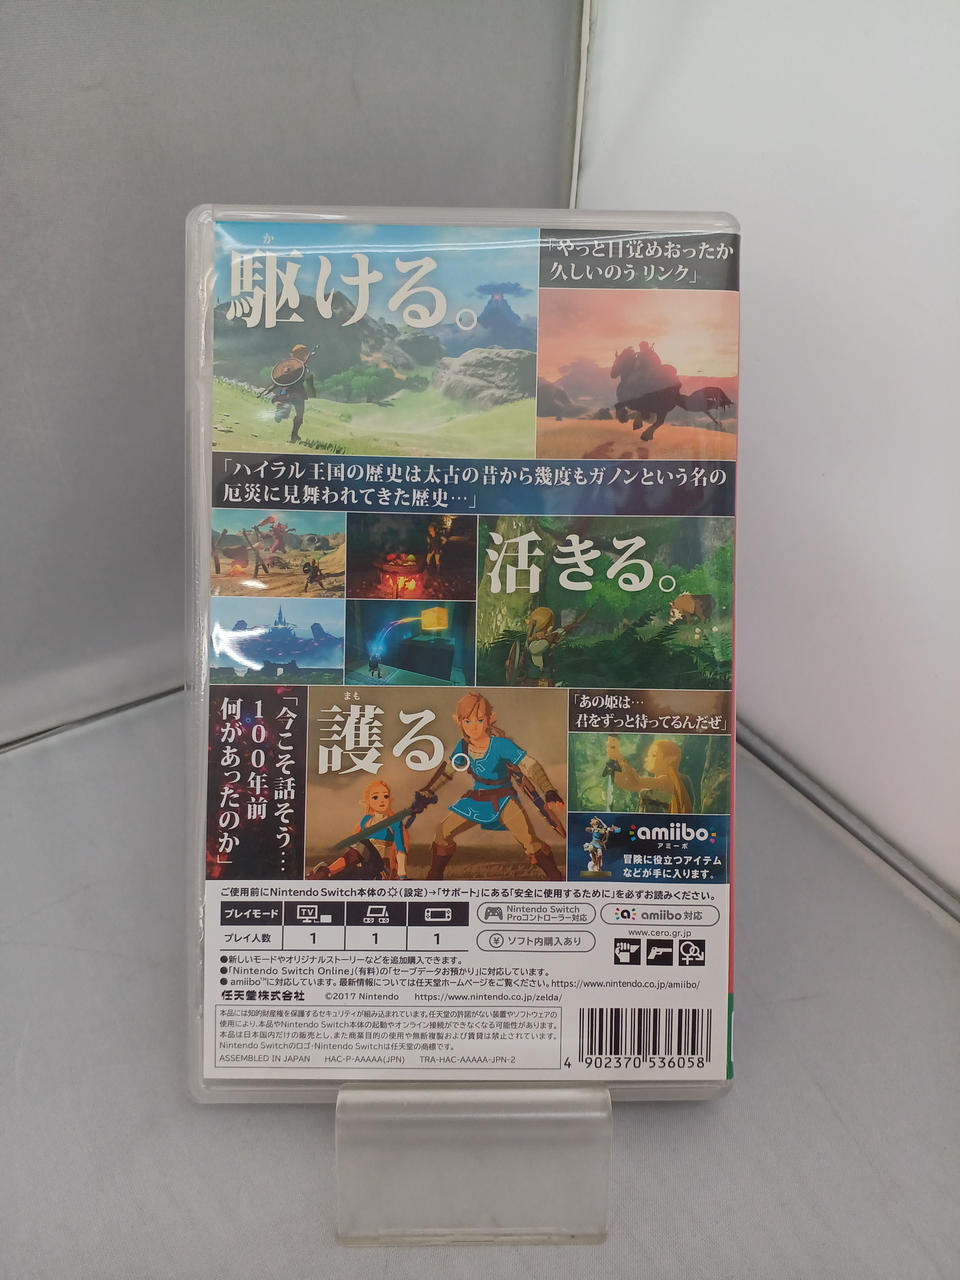 か
駆ける。
「やっと目覚めおったか
久しいのう リンク」
「ハイラル王国の歴史は太古の昔から幾度もガノンという名の
厄災に見舞われてきた歴史…」
活きる。
「今こそ話そう…
100年前
何があったのか」
まも
護る。
「あの姫は…
君をずっと待ってるんだぜ」
amiibo
アミーボ
冒険に役立つアイテム
などが手に入ります。
ご使用前にNintendo Switch本体の(設定)→「サポート」にある「安全に使用するために」を必ずお読みください。
プレイモード
TV
プレイ人数 1 1 1
Nintendo Switch
Proコントローラー対応
amiibo 対応
¥ ソフト内購入あり
www.cero.gr.jp
●新しいモードやオリジナルストーリーなどを追加購入できます。
●「Nintendo Switch Online」(有料)の「セーブデータお預かり」に対応しています。
●amiibo™に対応しています。最新情報については任天堂ホームページをご覧ください。https://www.nintendo.co.jp/amiibo/
任天堂株式会社 ©2017 Nintendo https://www.nintendo.co.jp/zelda/
本品には知的財産権を保護するセキュリティが組み込まれています。任天堂の許諾がない装置やソフトウェアの
使用により、本品やNintendo Switch本体の起動やオンライン接続ができなくなる可能性があります。
本品は日本国内だけの販売とし、また商業目的の使用や無断複製および賃貸は禁止されています。
Nintendo Switchのロゴ・Nintendo Switchは任天堂の商標です。
ASSEMBLED IN JAPAN HAC-P-AAAAA(JPN) TRA-HAC-AAAAA-JPN-2
4 902370 536058